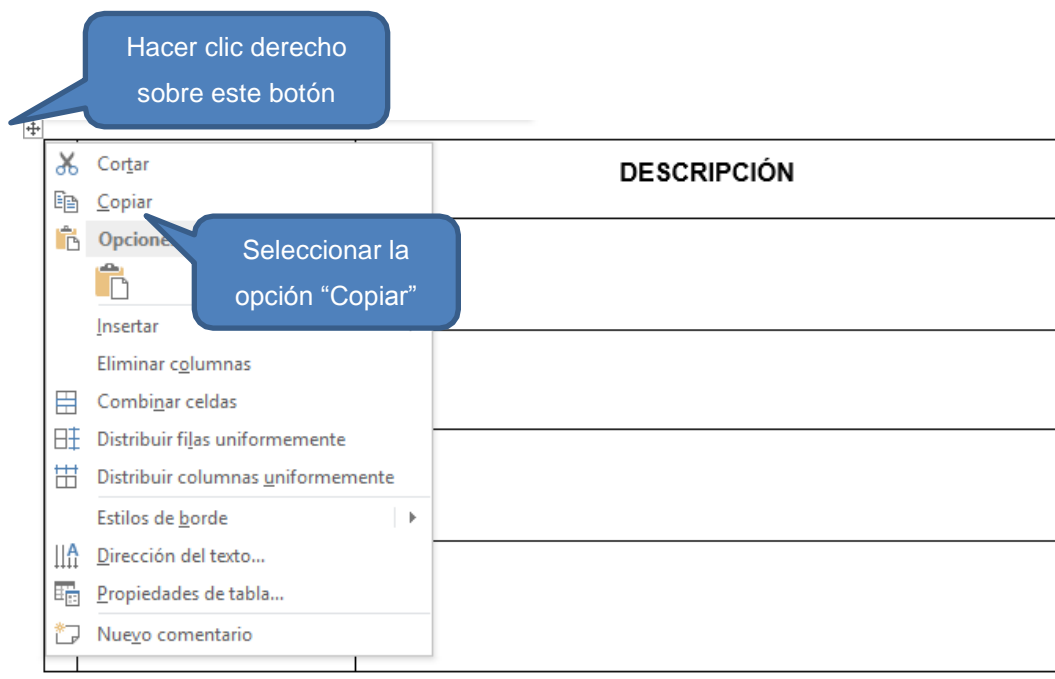 Hacer clic derecho
sobre este botón
DESCRIPCIÓN
Cortar
Copiar
Opcione
Seleccionar la
opción “Copiar”
Insertar
Eliminar columnas
Combinar celdas
Distribuir filas uniformemente
Distribuir columnas uniformemente
Estilos de borde
Dirección del texto...
Propiedades de tabla...
Nuevo comentario